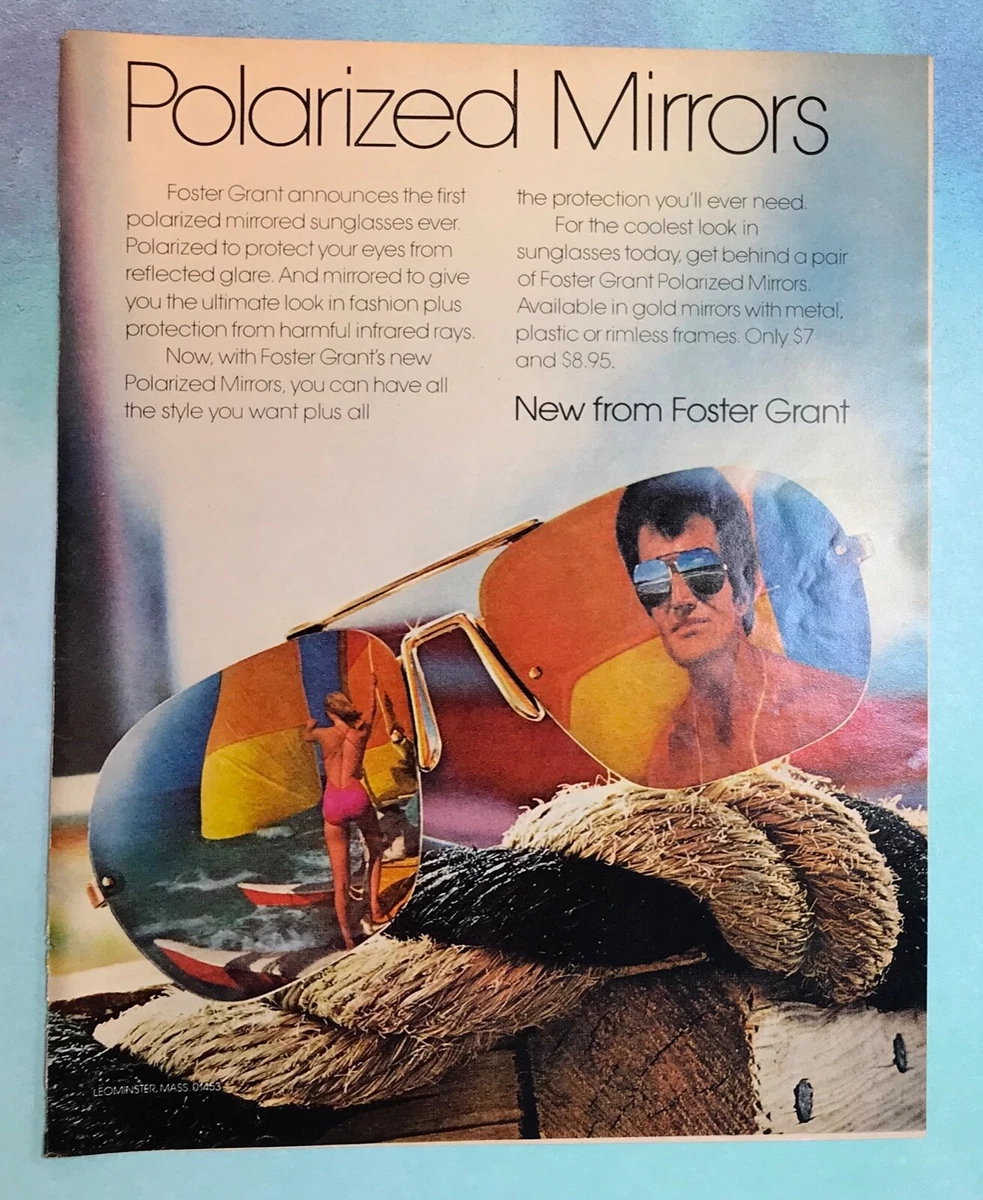 Polarized Mirrors
Foster Grant announces the first
polarized mirrored sunglasses ever.
Polarized to protect your eyes from
reflected glare. And mirrored to give
you the ultimate look in fashion plus
protection from harmful infrared rays.
Now, with Foster Grant's new
Polarized Mirrors, you can have all
the style you want plus all
the protection you'll ever need.
For the coolest look in
sunglasses today, get behind a pair
of Foster Grant Polarized Mirrors.
Available in gold mirrors with metal,
plastic or rimless frames. Only $7
and $8.95.
New from Foster Grant
LEOMINSTER, MASS. 01453